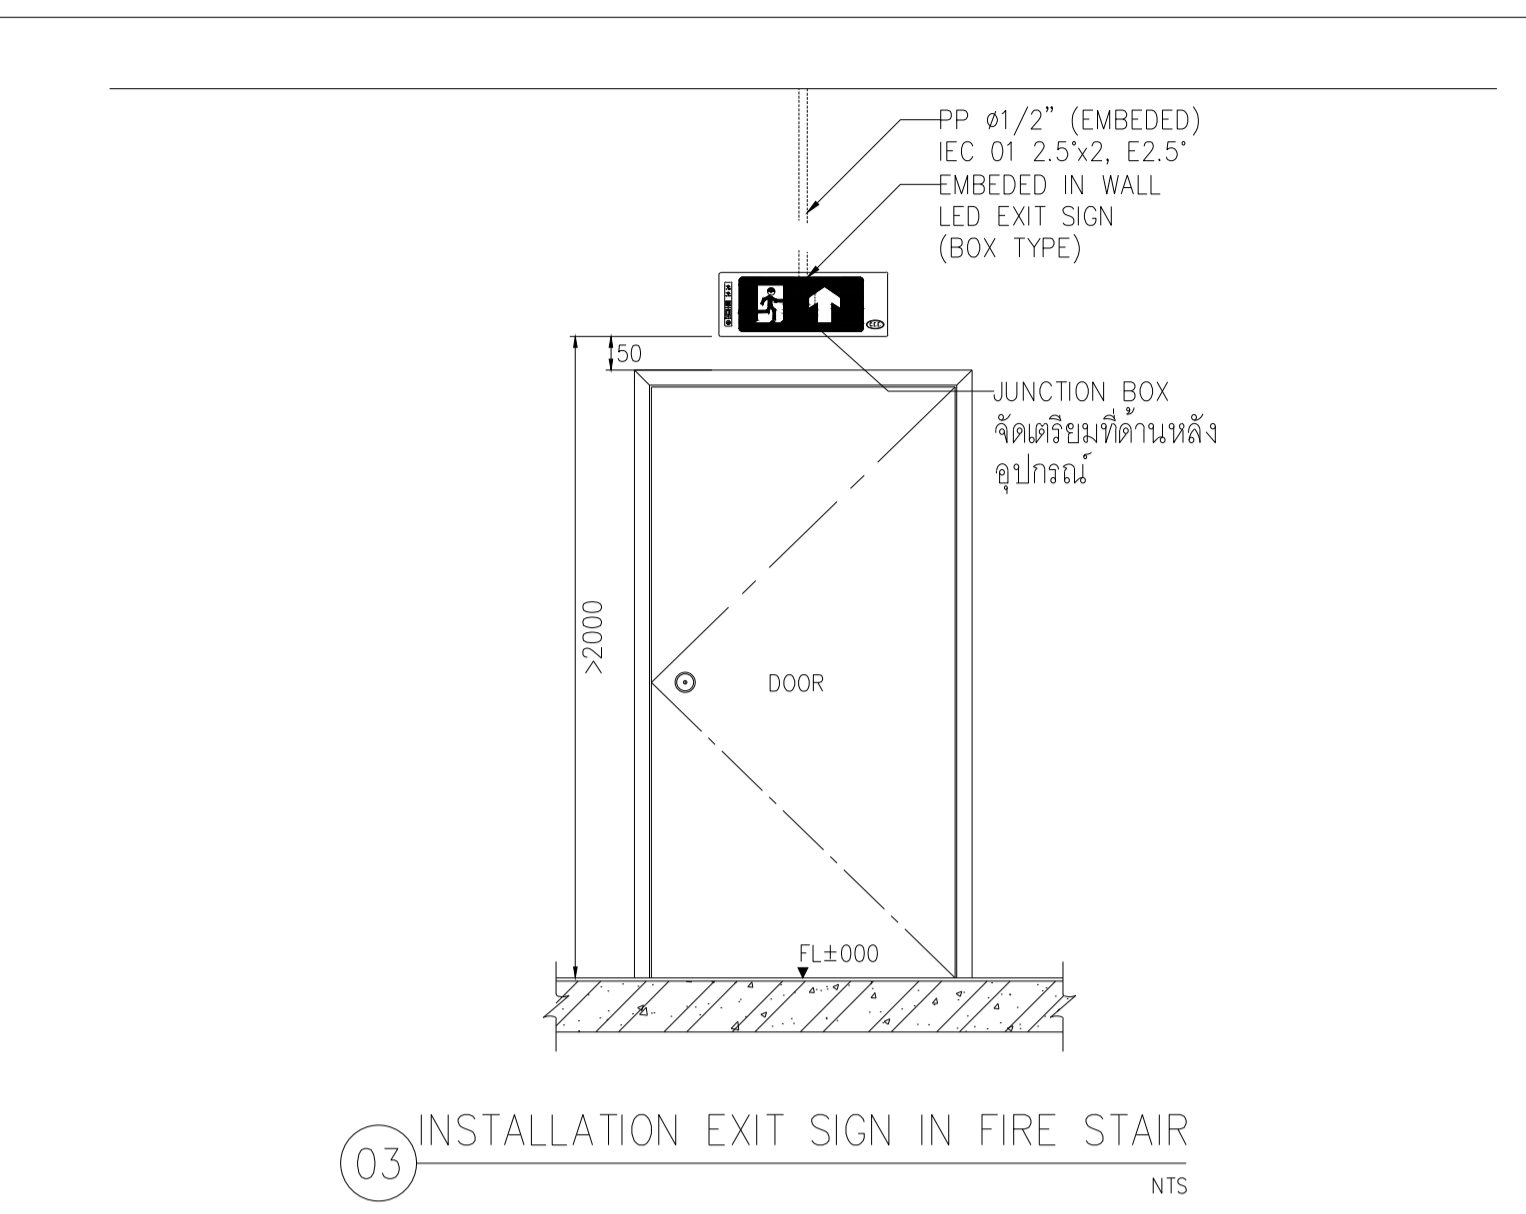 PP ø1/2” (EMBEDED)
IEC 01 2.5°x2, E2.5°
EMBEDED IN WALL
LED EXIT SIGN
(BOX TYPE)
50
JUNCTION BOX
จัดเตรียมที่ด้านหลัง
อุปกรณ์
>2000
DOOR
FL±000
03
INSTALLATION EXIT SIGN IN FIRE STAIR
NTS